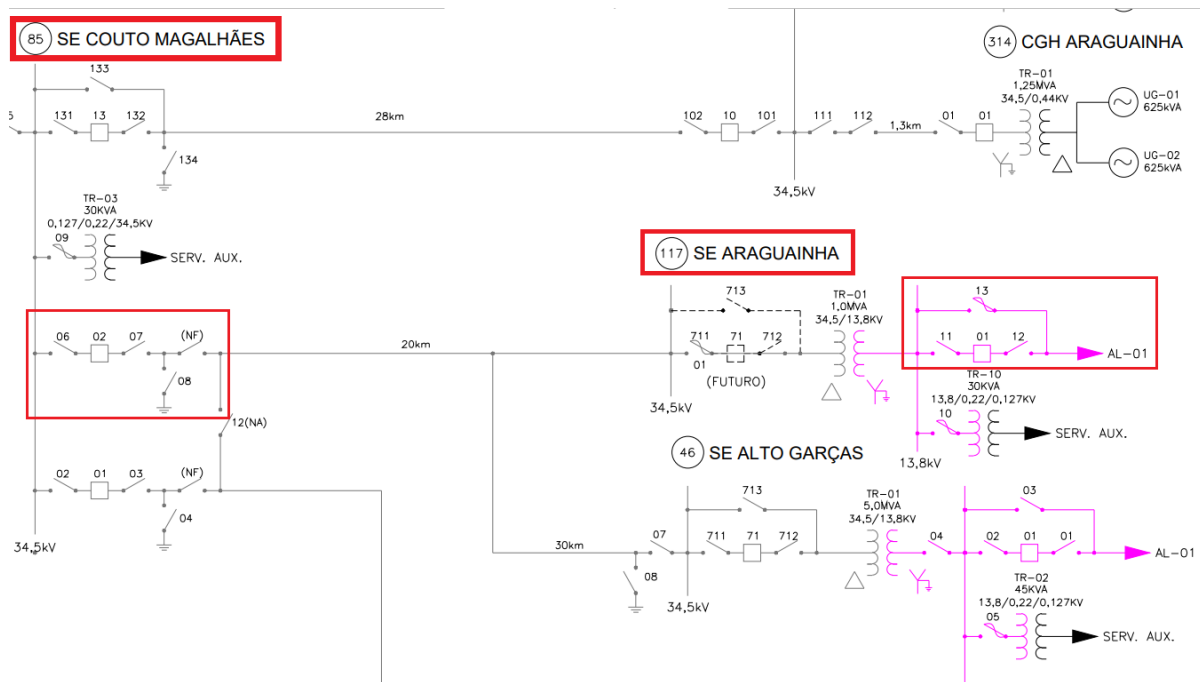 85 SE COUTO MAGALHÃES
314 CGH ARAGUAINHA
133
131 13 132
134
28km
102 10 101
111 112
1,3km
01 01
TR-01
1,25MVA
34,5/0,44KV
UG-01
625kVA
UG-02
625kVA
34,5kV
TR-03
30KVA
0,127/0,22/34,5KV
09
SERV. AUX.
117 SE ARAGUAINHA
06 02 07 (NF)
08
20km
12(NA)
713
711 71 712
01
(FUTURO)
34,5kV
TR-01
1,0MVA
34,5/13,8KV
13
11 01 12
AL-01
TR-10
30KVA
13,8/0,22/0,127KV
10
SERV. AUX.
13,8kV
46 SE ALTO GARÇAS
02 01 03 (NF)
04
34,5kV
30km
07
08
713
711 71 712
34,5kV
TR-01
5,0MVA
34,5/13,8KV
04
03
02 01 01
AL-01
TR-02
45KVA
13,8/0,22/0,127KV
05
SERV. AUX.